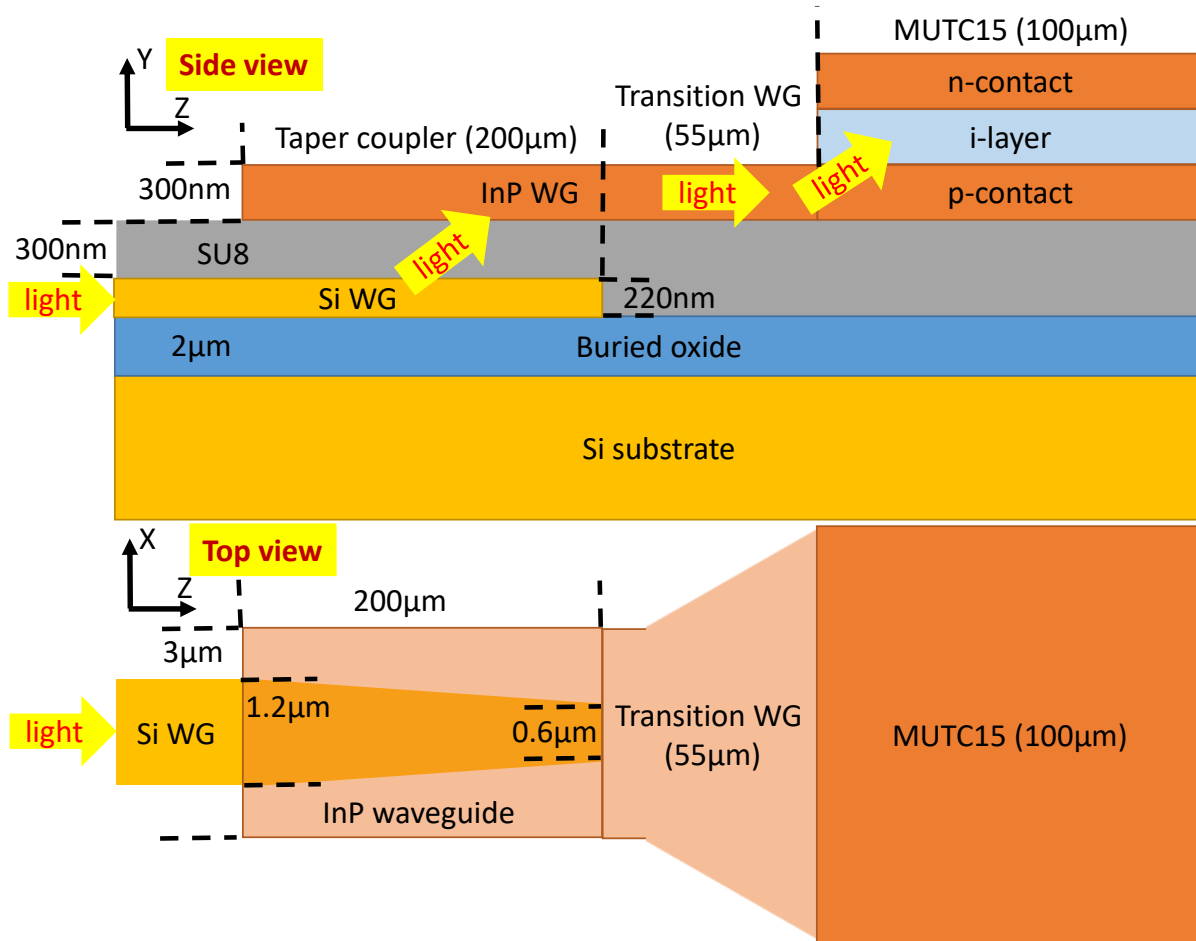 MUTC15 (100μm)
Y
Side view
n-contact
Z
Transition WG
(55μm)
Taper coupler (200μm)
i-layer
light
300nm
InP WG
light
p-contact
300nm
SU8
light
light
Si WG
220nm
2μm
Buried oxide
Si substrate
X
Top view
Z
200μm
3μm
1.2μm
light
Si WG
0.6μm
Transition WG
(55μm)
MUTC15 (100μm)
InP waveguide